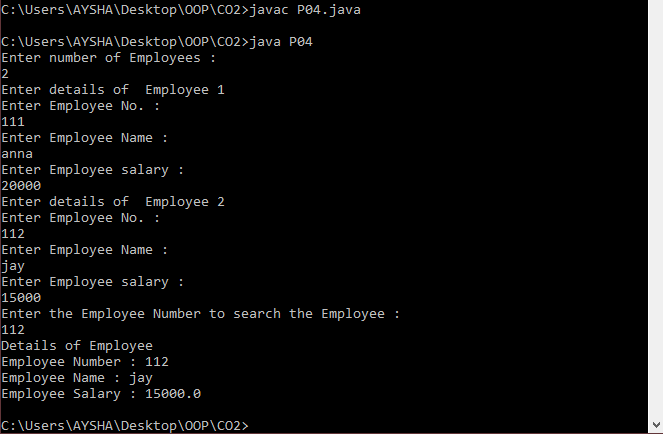 C:\Users\AYSHA\Desktop\OOP\CO2>javac P04.java
C:\Users\AYSHA\Desktop\OOP\CO2>java P04
Enter number of Employees :
2
Enter details of  Employee 1
Enter Employee No. :
111
Enter Employee Name :
anna
Enter Employee salary :
20000
Enter details of  Employee 2
Enter Employee No. :
112
Enter Employee Name :
jay
Enter Employee salary :
15000
Enter the Employee Number to search the Employee :
112
Details of Employee
Employee Number : 112
Employee Name : jay
Employee Salary : 15000.0
C:\Users\AYSHA\Desktop\OOP\CO2>